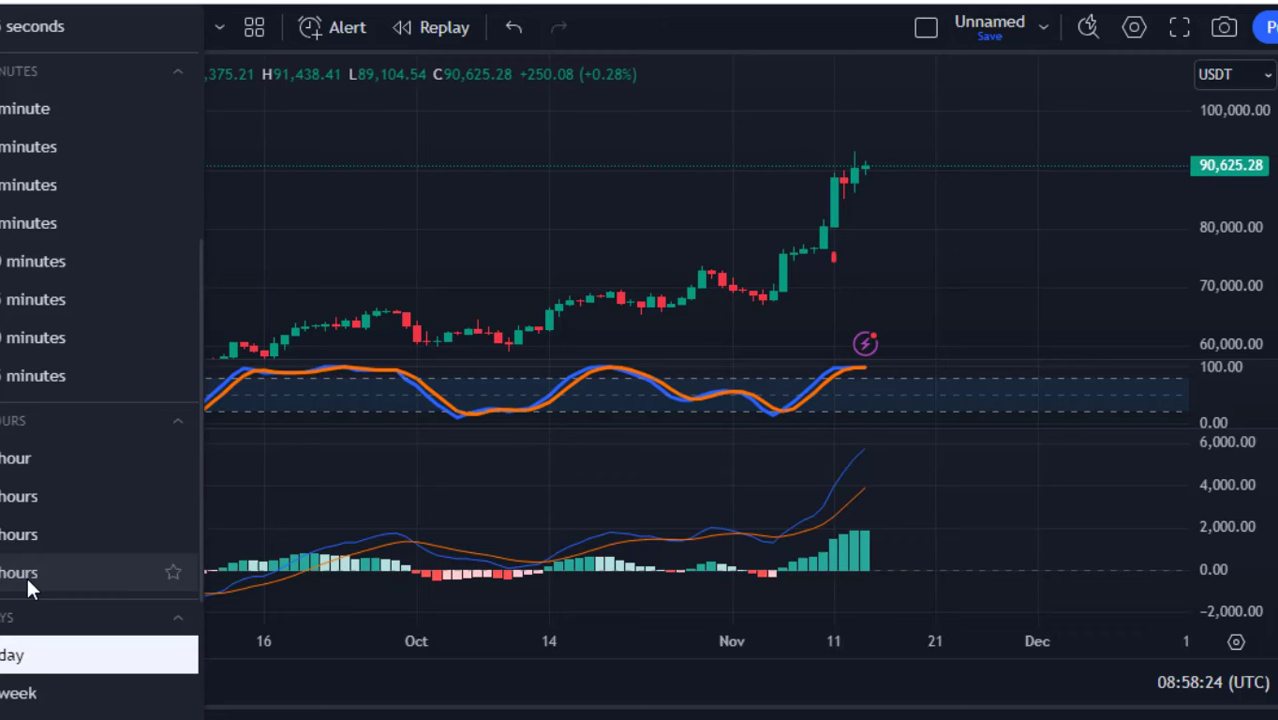 seconds
Alert
Replay
Unnamed
Save
,375.21 H91,438.41 L89,104.54 C90,625.28 +250.08 (+0.28%)
USDT
NUTES
minute
minutes
minutes
minutes
minutes
minutes
minutes
minutes
OURS
hour
hours
hours
hours
YS
day
week
100,000.00
90,625.28
80,000.00
70,000.00
60,000.00
100.00
0.00
6,000.00
4,000.00
2,000.00
0.00
−2,000.00
16
Oct
14
Nov
11
21
Dec
1
08:58:24 (UTC)